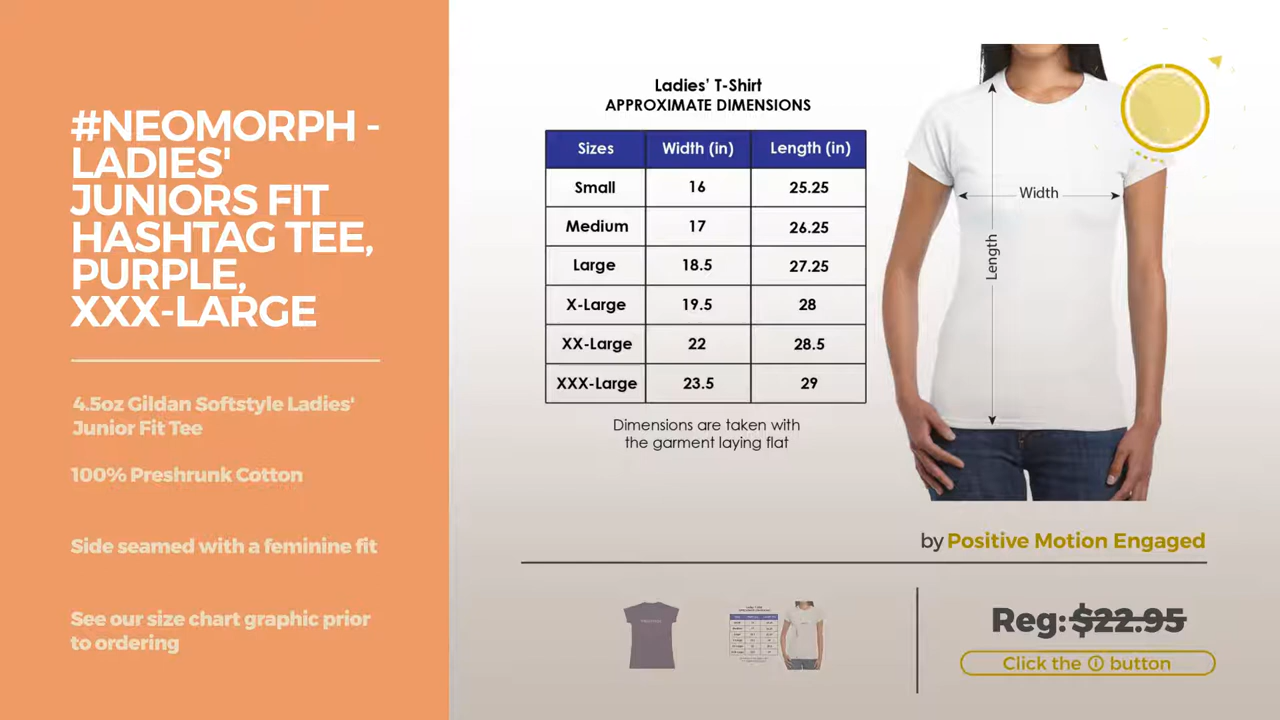 #NEOMORPH -
LADIES'
JUNIORS FIT
HASHTAG TEE,
PURPLE,
XXX-LARGE
4.5oz Gildan Softstyle Ladies'
Junior Fit Tee
100% Preshrunk Cotton
Side seamed with a feminine fit
See our size chart graphic prior
to ordering
Ladies' T-Shirt
APPROXIMATE DIMENSIONS
Sizes Width (in) Length (in)
Small 16 25.25
Medium 17 26.25
Large 18.5 27.25
X-Large 19.5 28
XX-Large 22 28.5
XXX-Large 23.5 29
Dimensions are taken with
the garment laying flat
Width
Length
by Positive Motion Engaged
Reg: $22.95
Click the ⓘ button